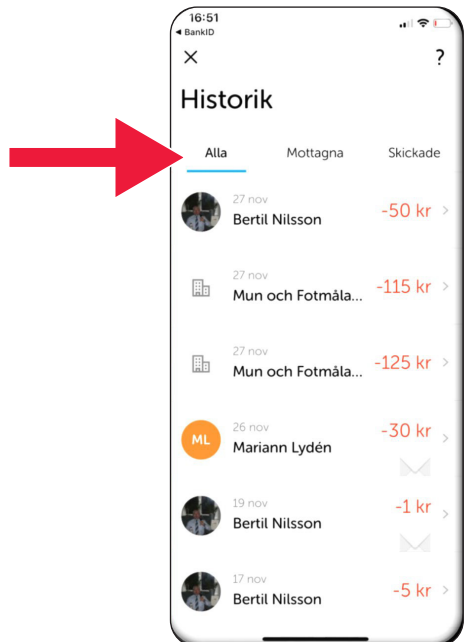 16:51
◀ BankID
× ?
Historik
Alla Mottagna Skickade
27 nov
Bertil Nilsson -50 kr >
27 nov
Mun och Fotmåla... -115 kr >
27 nov
Mun och Fotmåla... -125 kr >
ML
26 nov
Mariann Lydén -30 kr >
19 nov
Bertil Nilsson -1 kr >
17 nov
Bertil Nilsson -5 kr >